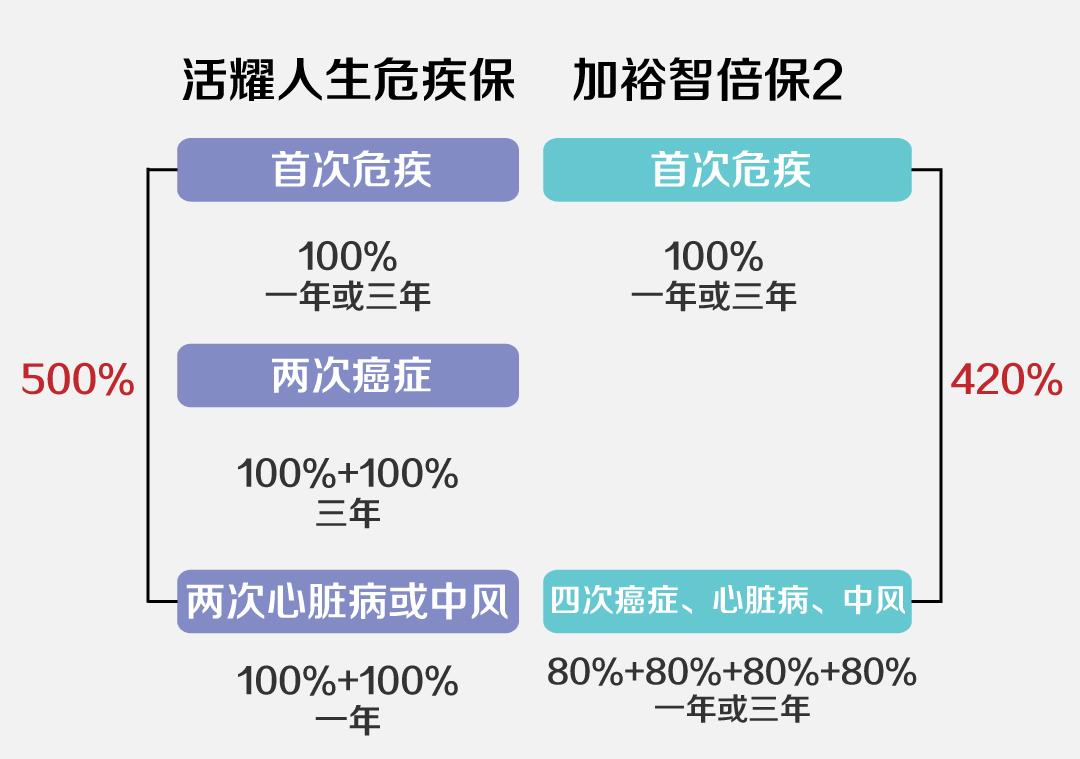 活耀人生危疾保
加裕智倍保2
首次危疾
首次危疾
100%
一年或三年
100%
一年或三年
500%
两次癌症
420%
100%+100%
三年
两次心脏病或中风
四次癌症、心脏病、中风
100%+100%
一年
80%+80%+80%+80%
一年或三年